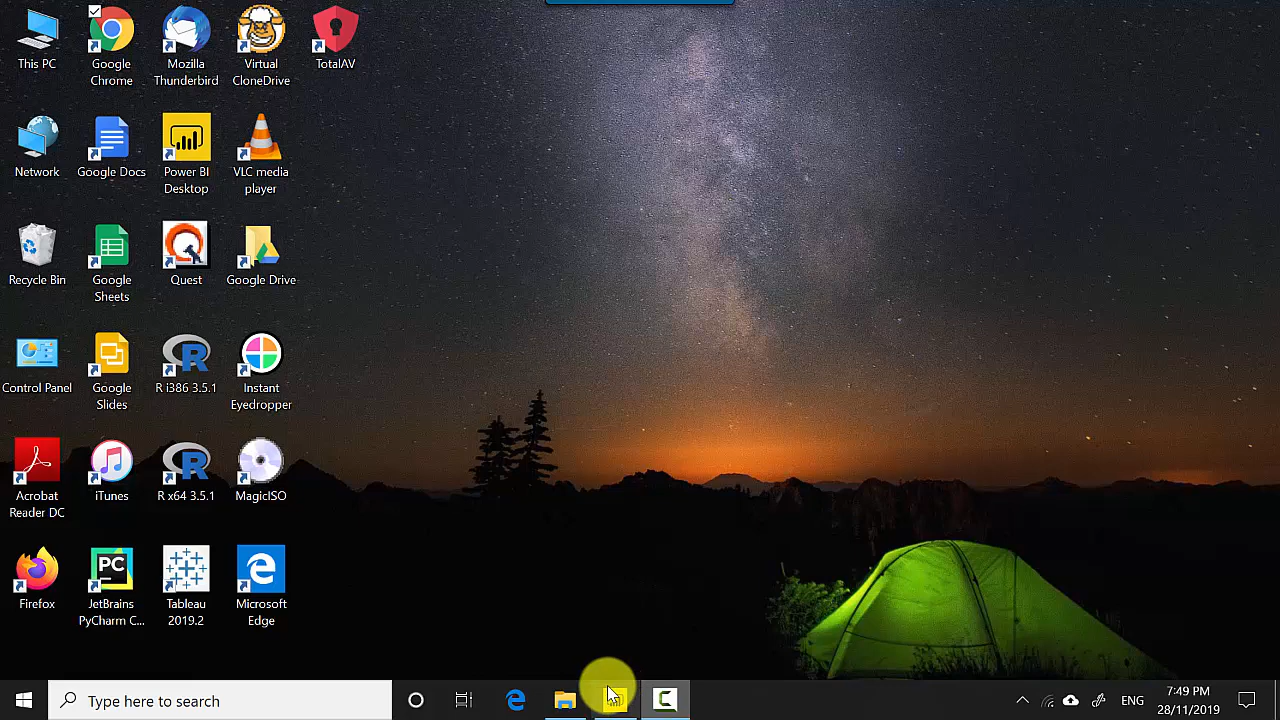 This PC
Google
Chrome
Mozilla
Thunderbird
Virtual
CloneDrive
TotalAV
Network
Google Docs
Power BI
Desktop
VLC media
player
Recycle Bin
Google
Sheets
Quest
Google Drive
Control Panel
Google
Slides
R i386 3.5.1
Instant
Eyedropper
Acrobat
Reader DC
iTunes
R x64 3.5.1
MagicISO
Firefox
PC
JetBrains
PyCharm C...
Tableau
2019.2
Microsoft
Edge
Type here to search
ENG
7:49 PM
28/11/2019